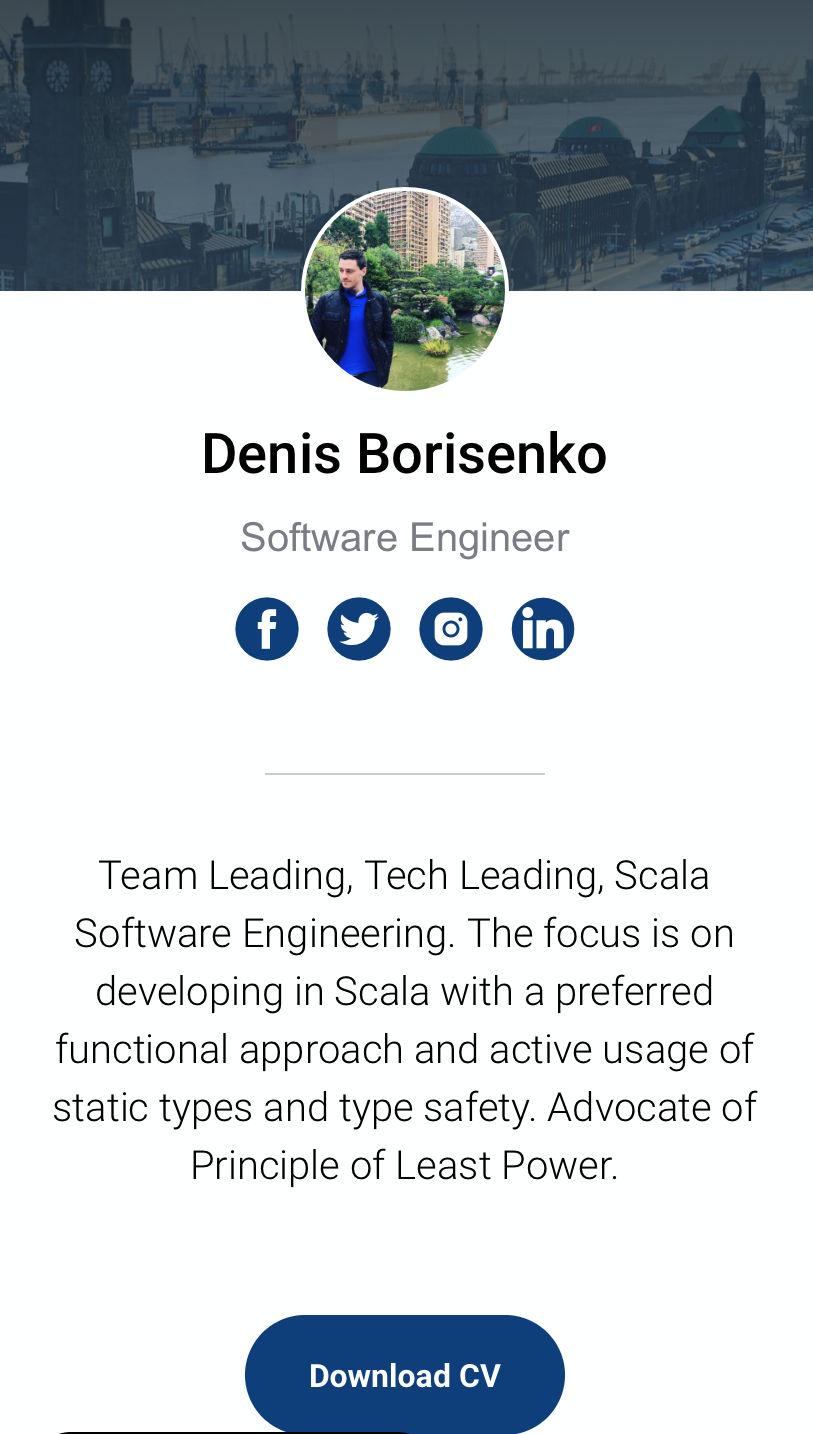 Denis Borisenko
Software Engineer
Team Leading, Tech Leading, Scala
Software Engineering. The focus is on
developing in Scala with a preferred
functional approach and active usage of
static types and type safety. Advocate of
Principle of Least Power.
Download CV